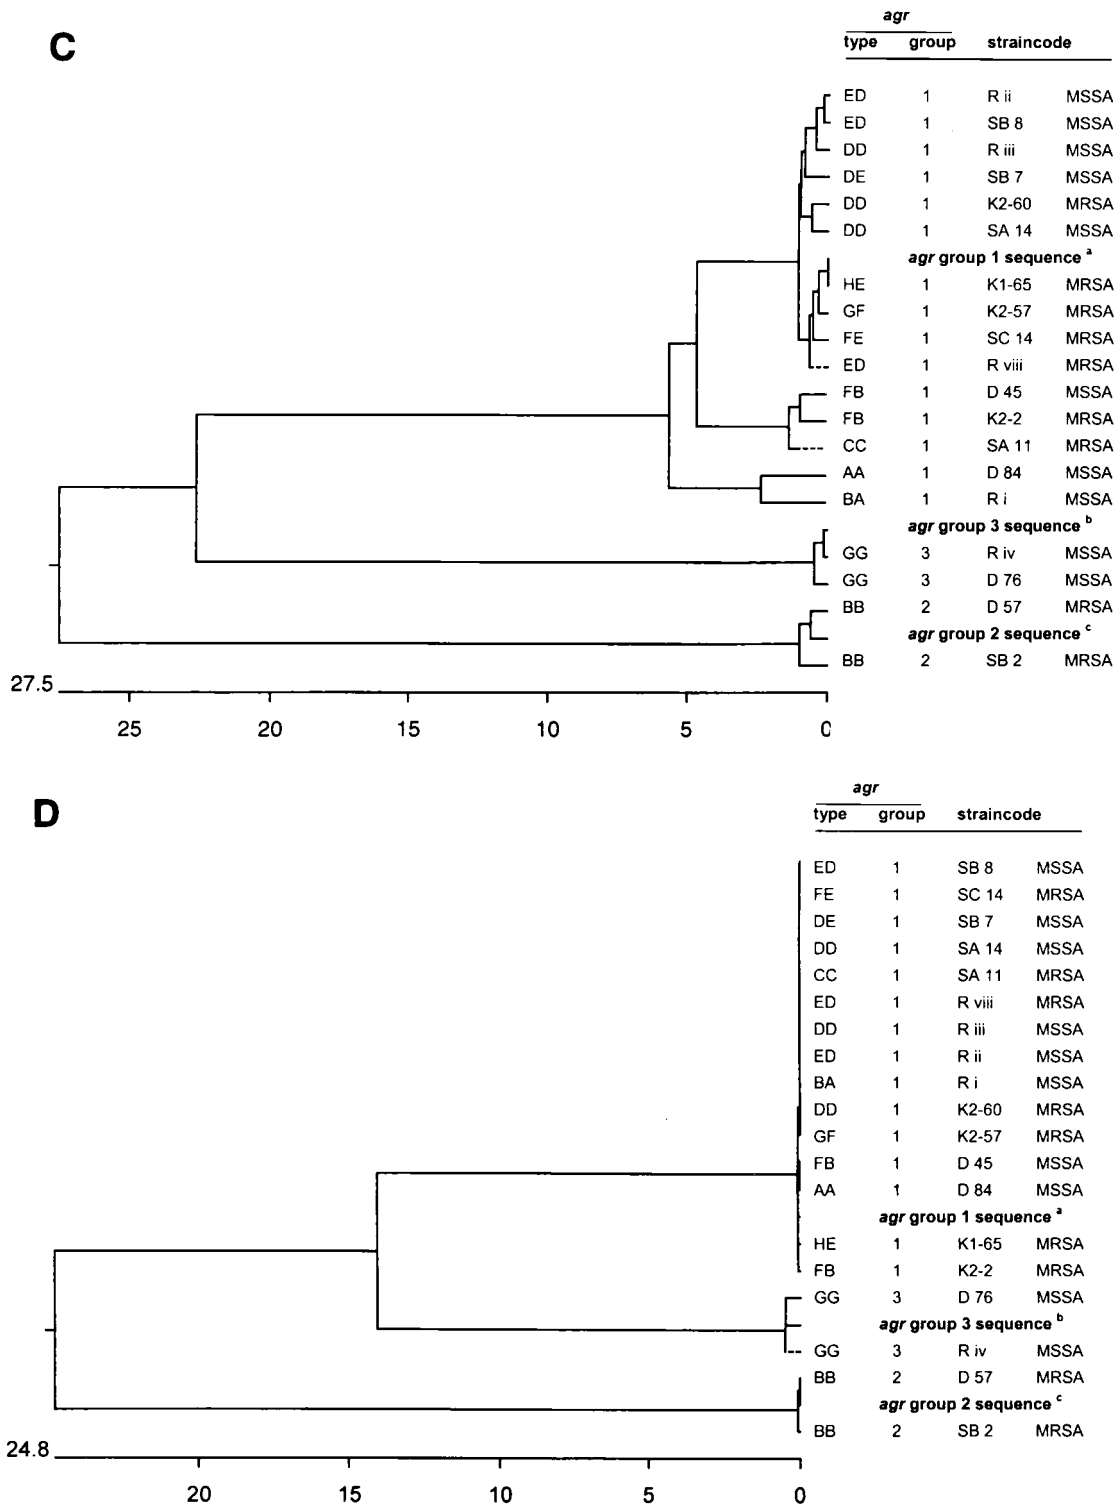 C
agr
type group straincode
ED 1 R ii MSSA
ED 1 SB 8 MSSA
DD 1 R iii MSSA
DE 1 SB 7 MSSA
DD 1 K2-60 MRSA
DD 1 SA 14 MSSA
agr group 1 sequence a
HE 1 K1-65 MRSA
GF 1 K2-57 MRSA
FE 1 SC 14 MRSA
ED 1 R viii MRSA
FB 1 D 45 MSSA
FB 1 K2-2 MRSA
CC 1 SA 11 MRSA
AA 1 D 84 MSSA
BA 1 R i MSSA
agr group 3 sequence b
GG 3 R iv MSSA
GG 3 D 76 MSSA
BB 2 D 57 MRSA
agr group 2 sequence c
BB 2 SB 2 MRSA
27.5
25 20 15 10 5 0
D
agr
type group straincode
ED 1 SB 8 MSSA
FE 1 SC 14 MRSA
DE 1 SB 7 MSSA
DD 1 SA 14 MSSA
CC 1 SA 11 MRSA
ED 1 R viii MRSA
DD 1 R iii MSSA
ED 1 R ii MSSA
BA 1 R i MSSA
DD 1 K2-60 MRSA
GF 1 K2-57 MRSA
FB 1 D 45 MSSA
AA 1 D 84 MSSA
agr group 1 sequence a
HE 1 K1-65 MRSA
FB 1 K2-2 MRSA
GG 3 D 76 MSSA
agr group 3 sequence b
GG 3 R iv MSSA
BB 2 D 57 MRSA
agr group 2 sequence c
BB 2 SB 2 MRSA
24.8
20 15 10 5 0